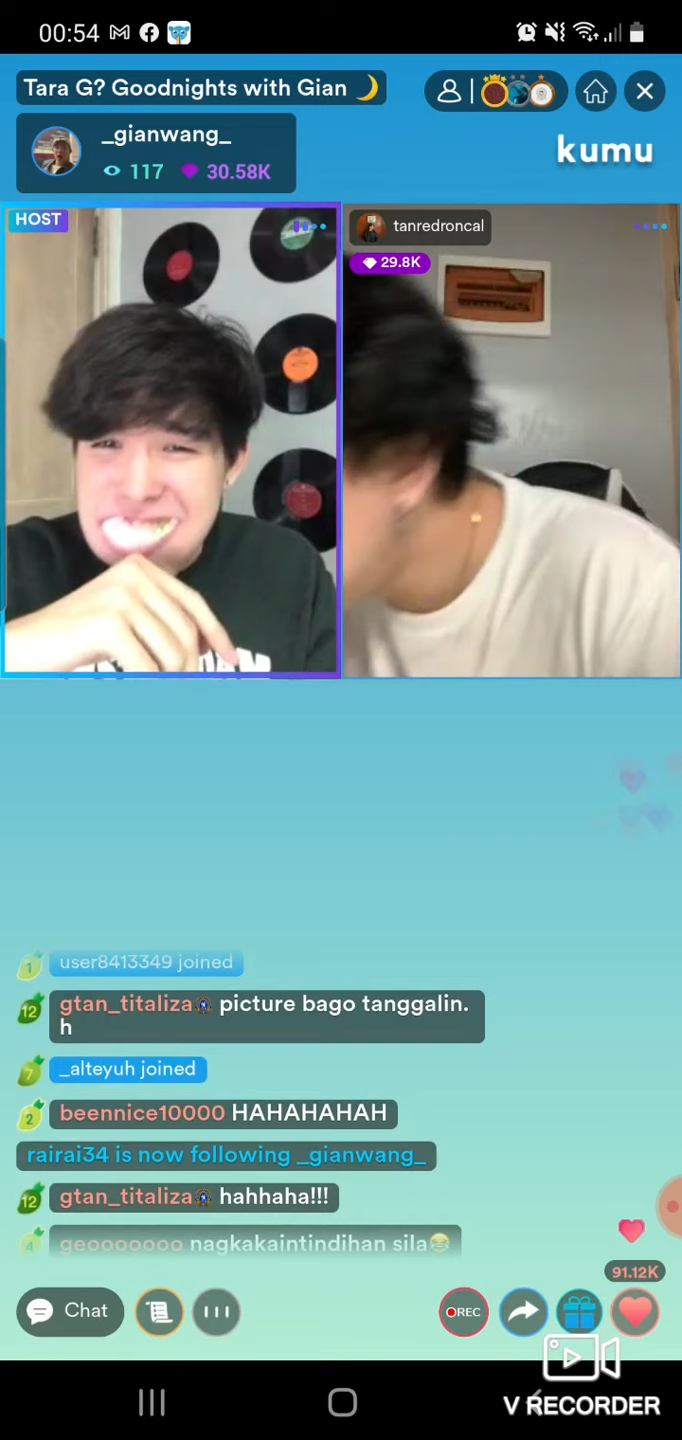 00:54
Tara G? Goodnights with Gian 🌙
_gianwang_
117 30.58K
kumu
HOST
tanredroncal
29.8K
1 user8413349 joined
12 gtan_titaliza picture bago tanggalin.
h
7 _alteyuh joined
2 beennice10000 HAHAHAHAH
rairai34 is now following _gianwang_
12 gtan_titaliza hahhaha!!!
4 geoooooooo nagkakaintindihan sila😂
91.12K
Chat
REC
V RECORDER